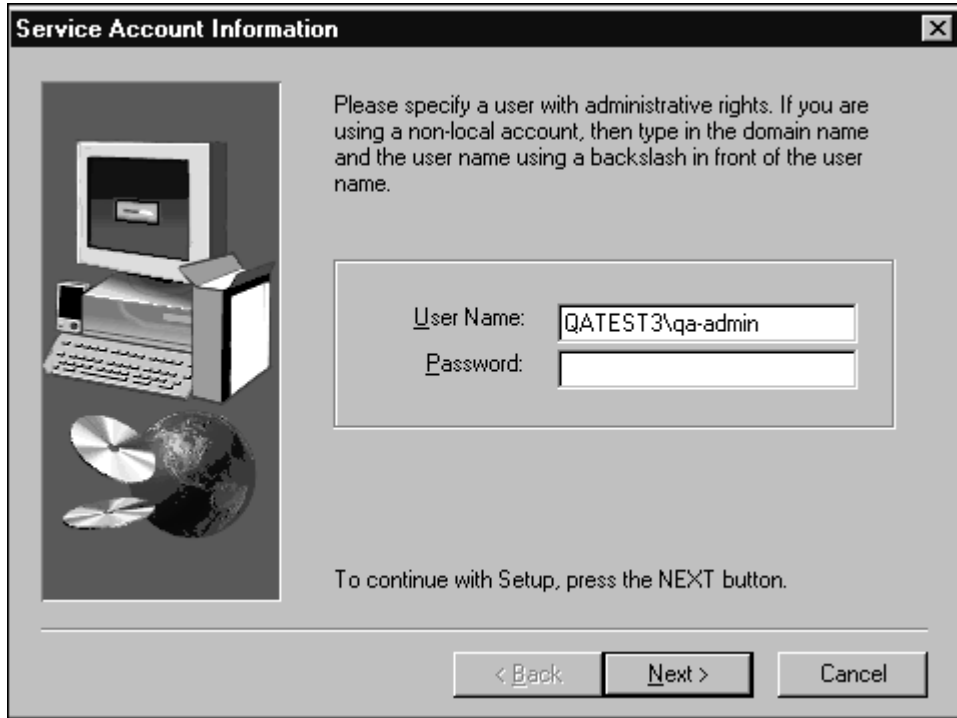 Service Account Information
Please specify a user with administrative rights. If you are
using a non-local account, then type in the domain name
and the user name using a backslash in front of the user
name.
User Name: QATEST3\qa-admin
Password:
To continue with Setup, press the NEXT button.
< Back Next > Cancel